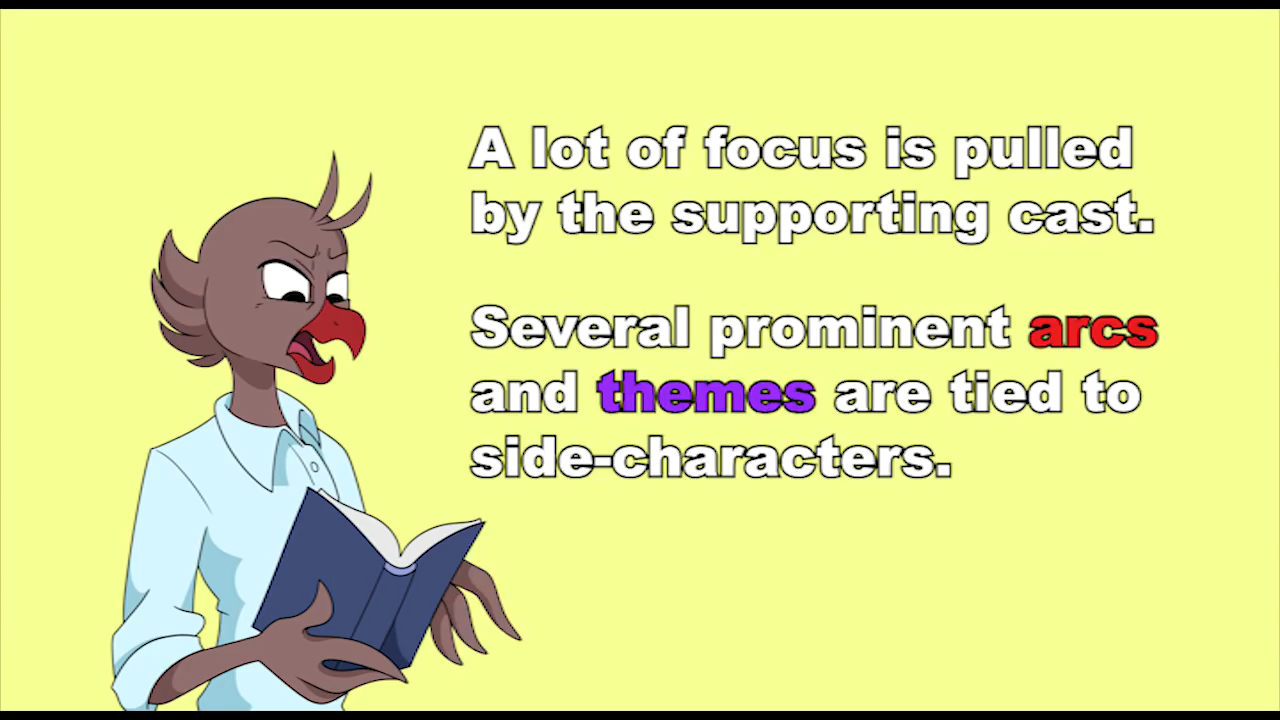 A lot of focus is pulled
by the supporting cast.
Several prominent arcs
and themes are tied to
side-characters.